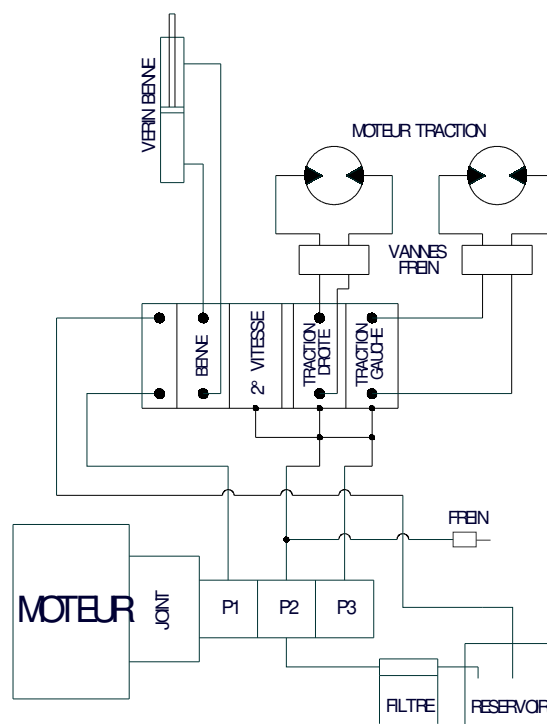 VERIN BENNE
MOTEUR TRACTION
VANNES
FREIN
BENNE
2° VITESSE
TRACTION
DROITE
TRACTION
GAUCHE
FREIN
MOTEUR
JOINT
P1
P2
P3
FILTRE
RESERVOIR